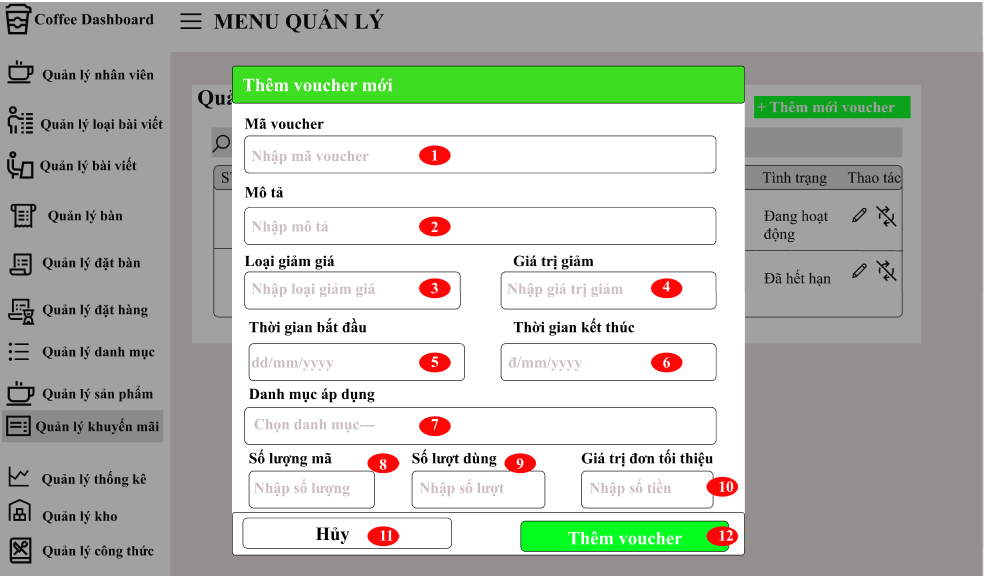 Coffee Dashboard
MENU QUẢN LÝ
Quản lý nhân viên
Quản lý loại bài viết
Quản lý bài viết
Quản lý bàn
Quản lý đặt bàn
Quản lý đặt hàng
Quản lý danh mục
Quản lý sản phẩm
Quản lý khuyến mãi
Quản lý thống kê
Quản lý kho
Quản lý công thức
+ Thêm mới voucher
Tình trạng Thao tác
Đang hoạt
động
Đã hết hạn
Thêm voucher mới
Mã voucher
Nhập mã voucher 1
Mô tả
Nhập mô tả 2
Loại giảm giá Giá trị giảm
Nhập loại giảm giá 3 Nhập giá trị giảm 4
Thời gian bắt đầu Thời gian kết thúc
dd/mm/yyyy 5 đ/mm/yyyy 6
Danh mục áp dụng
Chọn danh mục--- 7
Số lượng mã 8 Số lượt dùng 9 Giá trị đơn tối thiệu
Nhập số lượng Nhập số lượt Nhập số tiền 10
Hủy 11 Thêm voucher 12